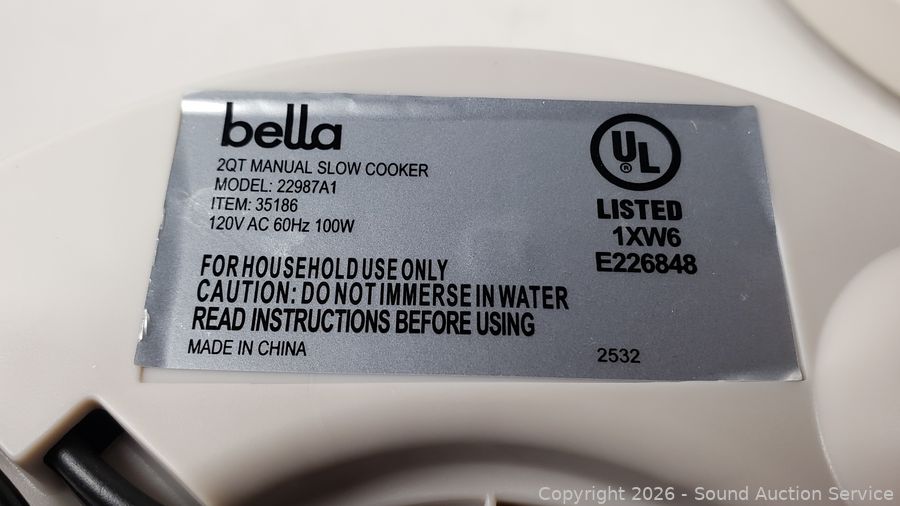 bella
2QT MANUAL SLOW COOKER
MODEL: 22987A1
ITEM: 35186
120V AC 60Hz 100W
FOR HOUSEHOLD USE ONLY
CAUTION: DO NOT IMMERSE IN WATER
READ INSTRUCTIONS BEFORE USING
MADE IN CHINA
UL
®
LISTED
1XW6
E226848
2532
Copyright 2026 - Sound Auction Service